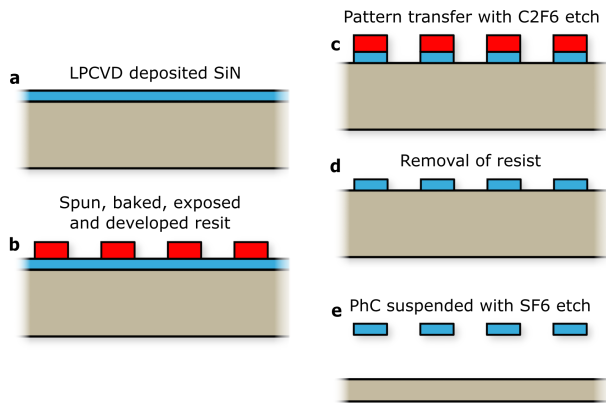 a
LPCVD deposited SiN
Spun, baked, exposed
and developed resit
b
Pattern transfer with C2F6 etch
c
d
Removal of resist
e
PhC suspended with SF6 etch